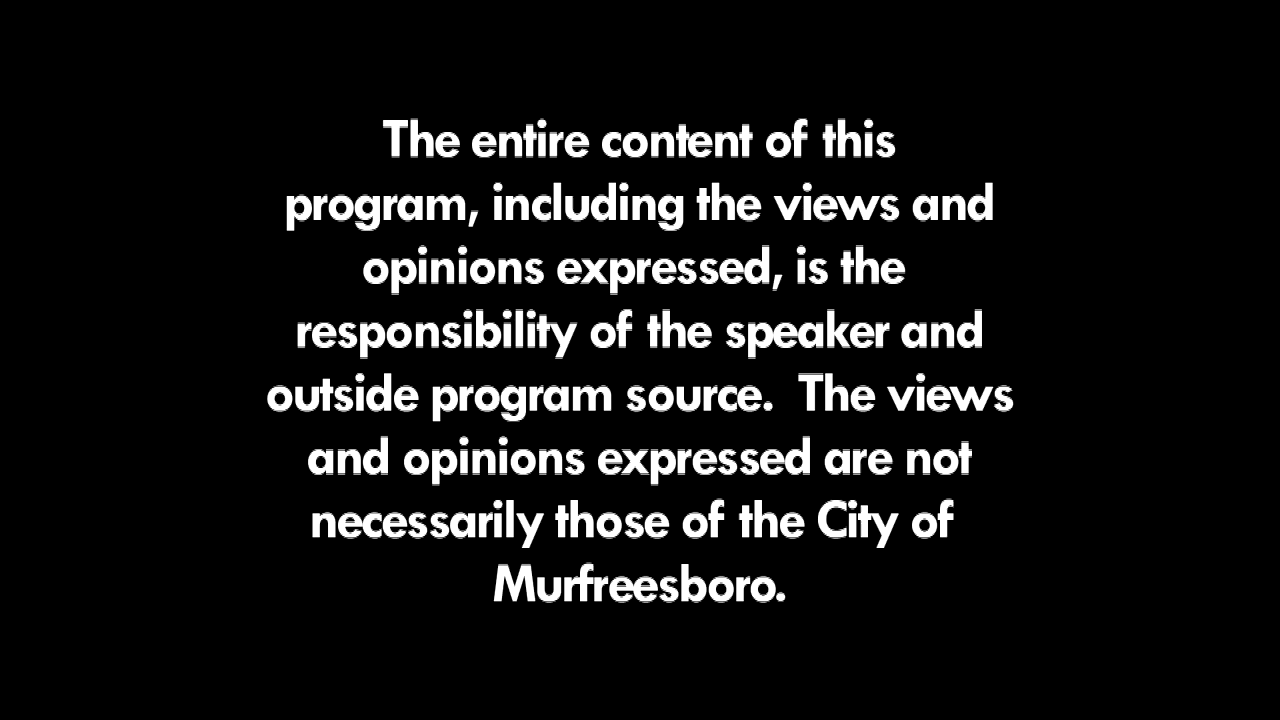 The entire content of this
program, including the views and
opinions expressed, is the
responsibility of the speaker and
outside program source.  The views
and opinions expressed are not
necessarily those of the City of
Murfreesboro.